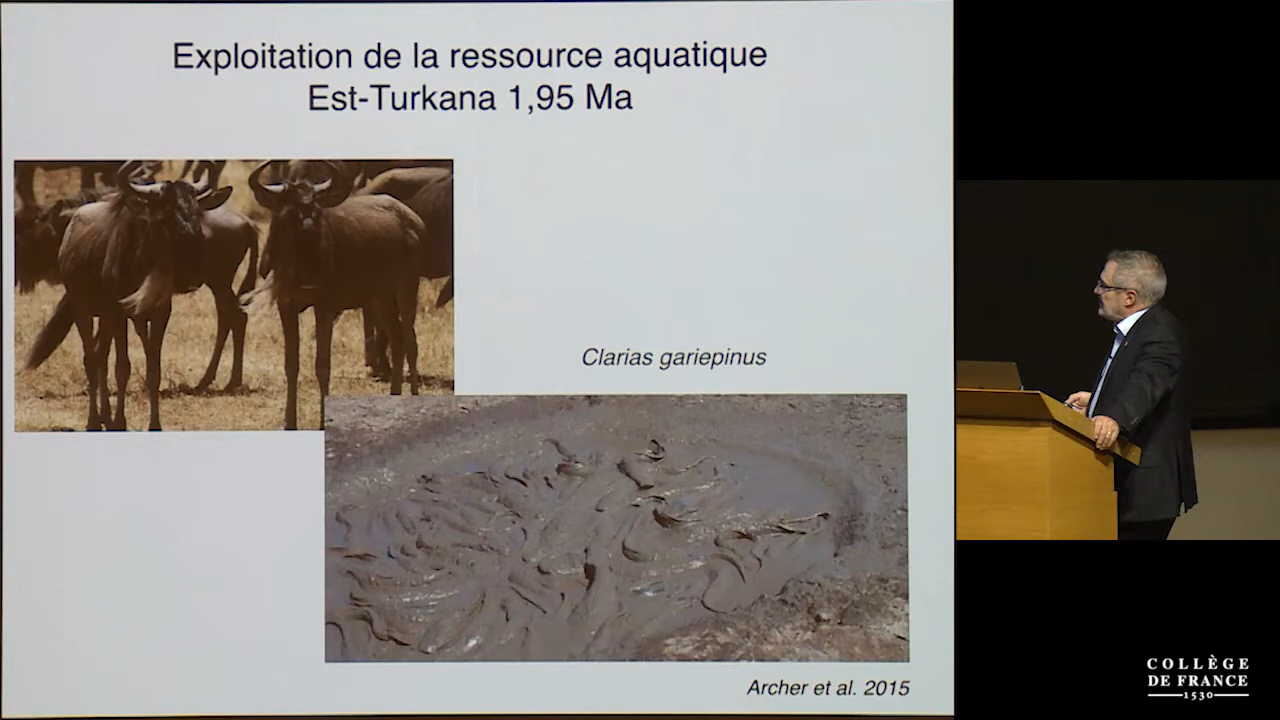 Exploitation de la ressource aquatique
Est-Turkana 1,95 Ma
Clarias gariepinus
Archer et al. 2015
COLLÈGE
DE FRANCE
1530